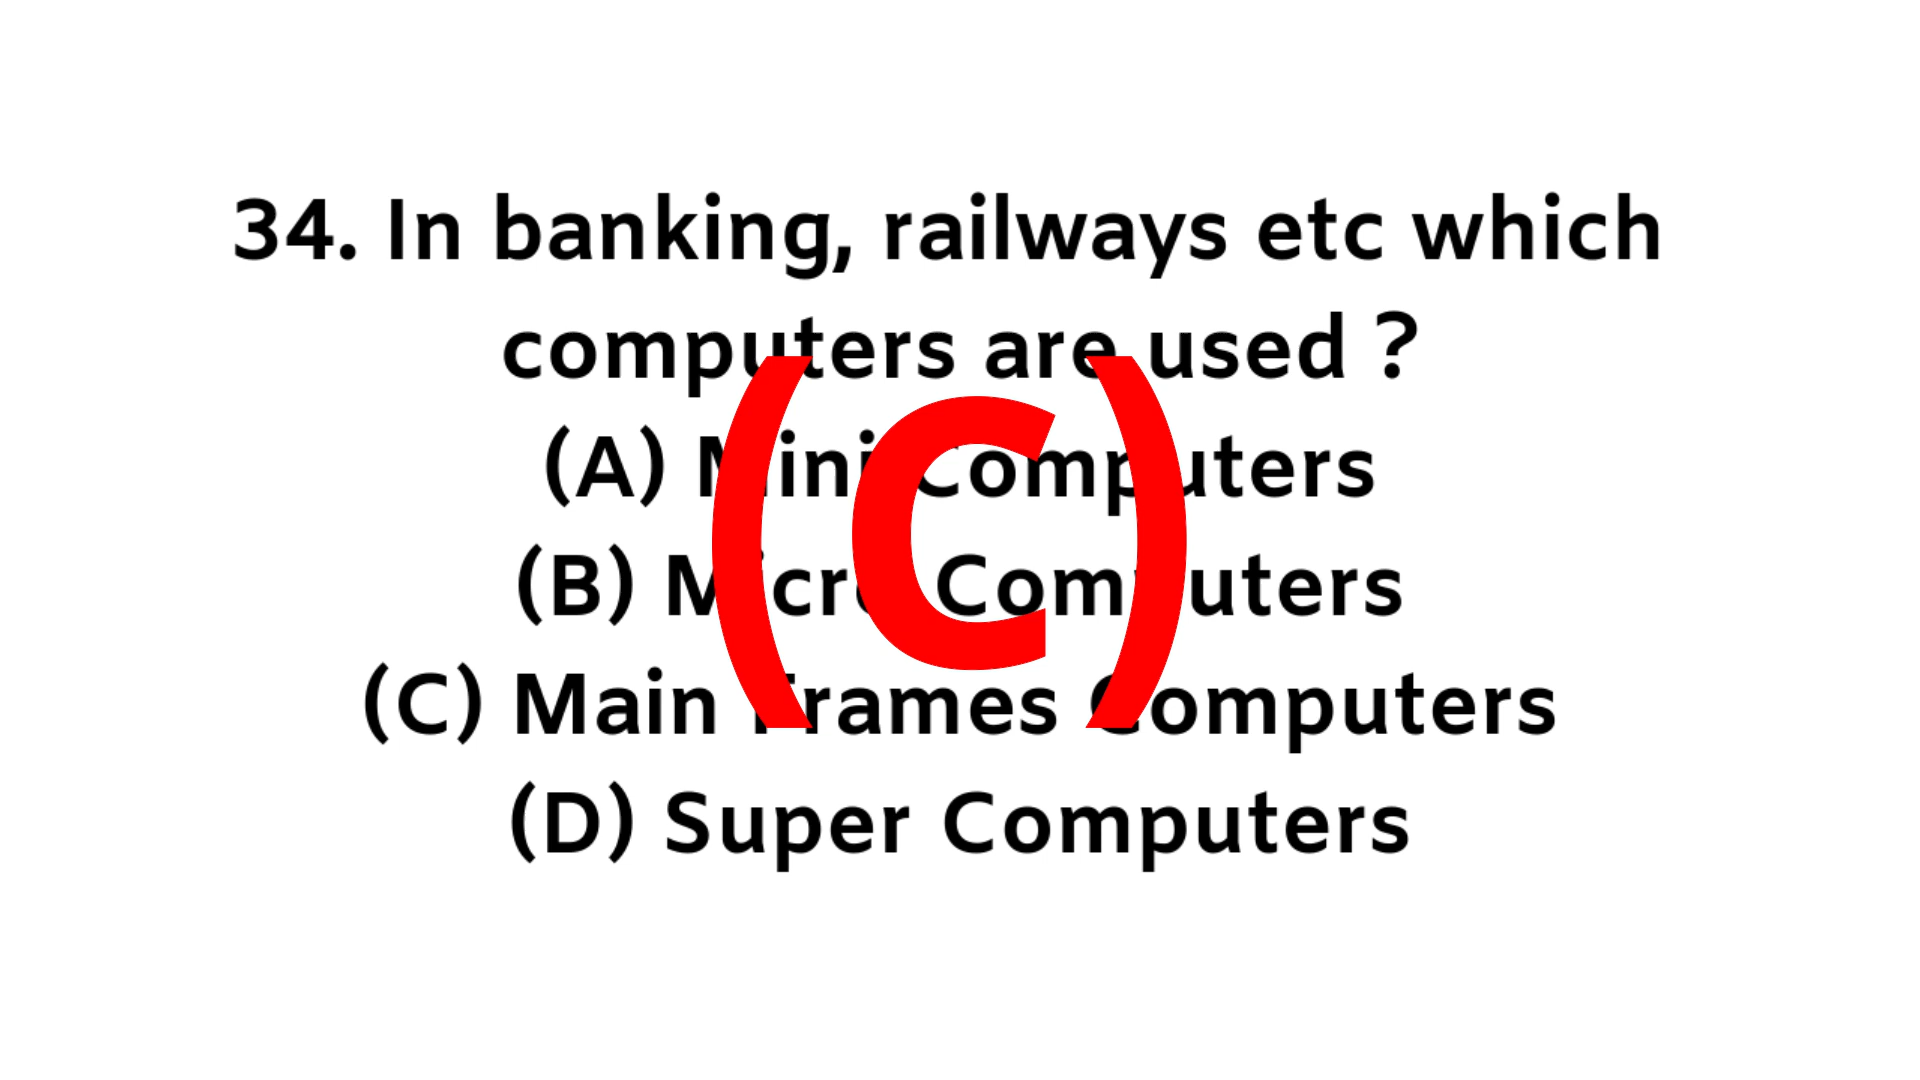 34. In banking, railways etc which
computers are used ?
(A) Mini Computers
(B) Micro Computers
(C) Main Frames Computers
(D) Super Computers
(C)